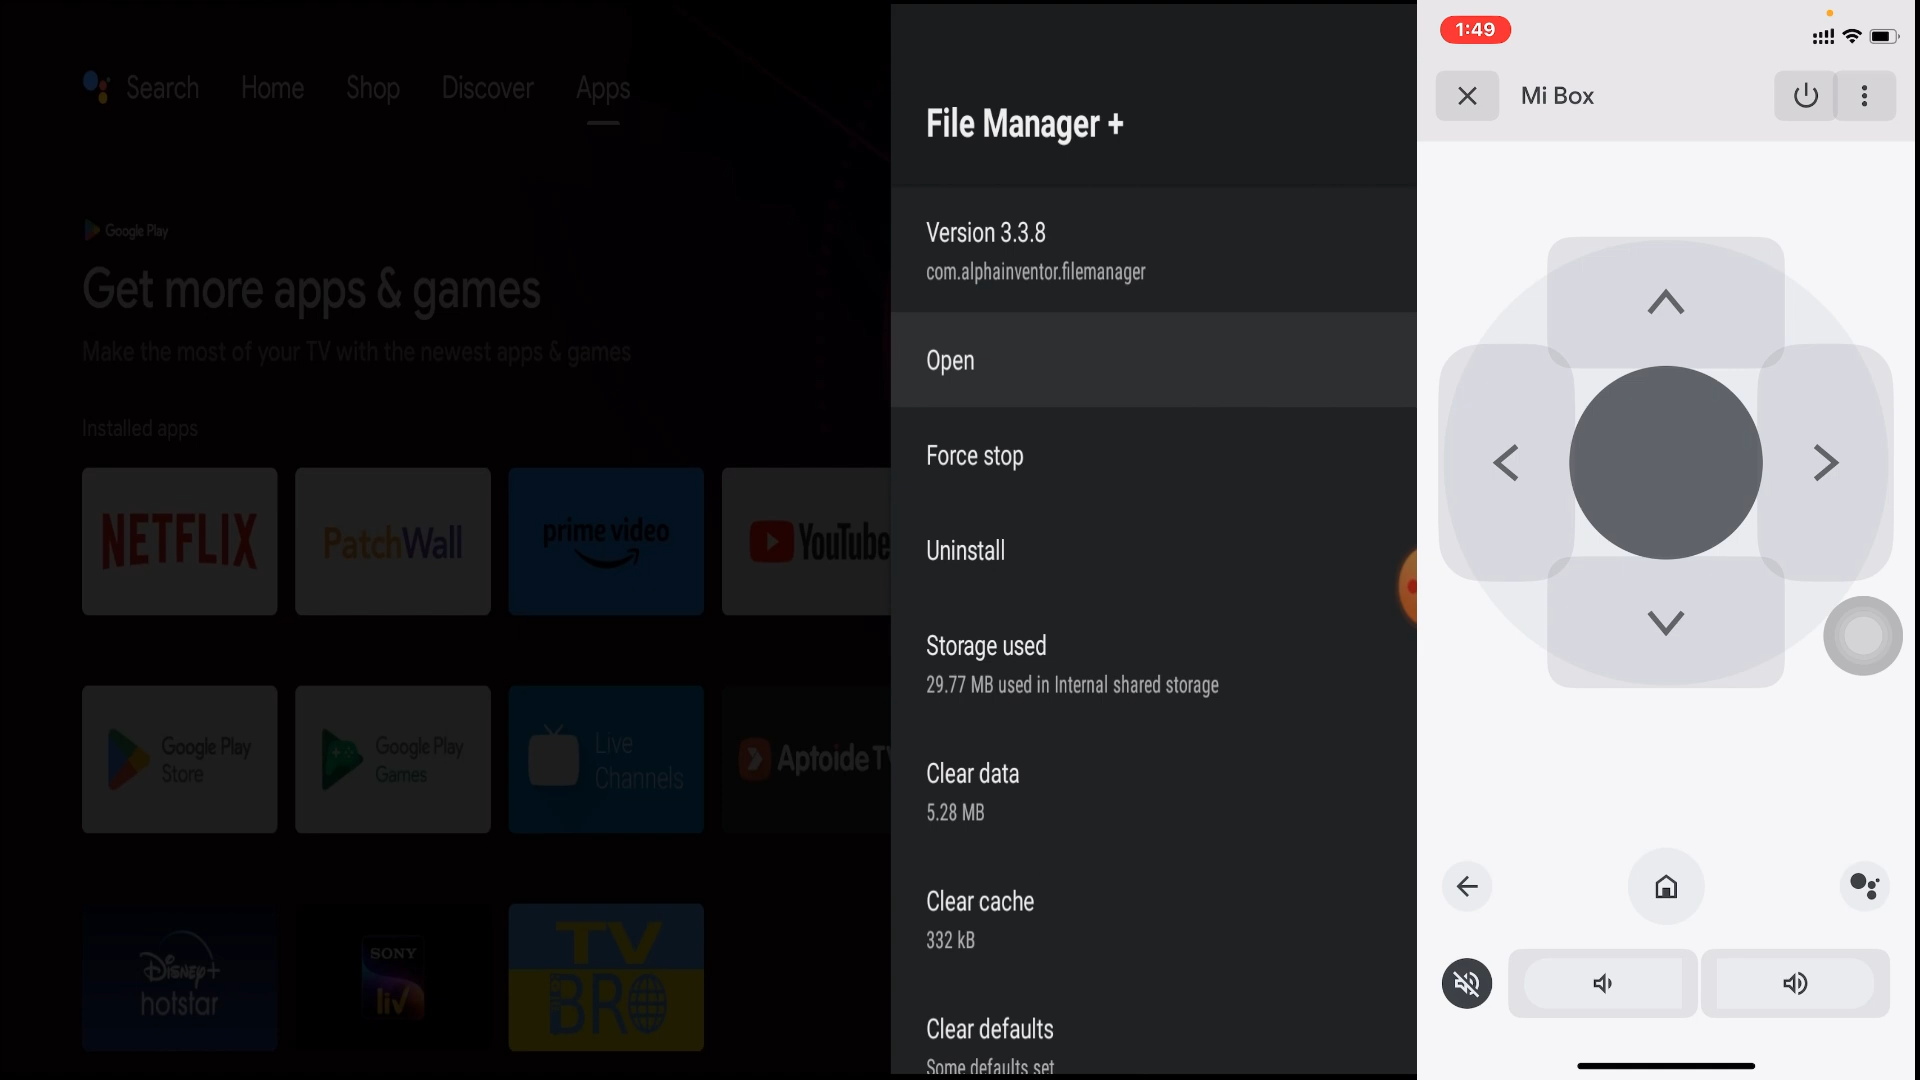 Search Home Shop Discover Apps
Google Play
Get more apps & games
Make the most of your TV with the newest apps & games
Installed apps
NETFLIX
PatchWall
prime video
YouTube
Google Play
Store
Google Play
Games
Live
Channels
Aptoide TV
Disney+
hotstar
SONY
liv
TV
BRO
File Manager +
Version 3.3.8
com.alphainventor.filemanager
Open
Force stop
Uninstall
Storage used
29.77 MB used in Internal shared storage
Clear data
5.28 MB
Clear cache
332 kB
Clear defaults
Some defaults set
1:49
Mi Box